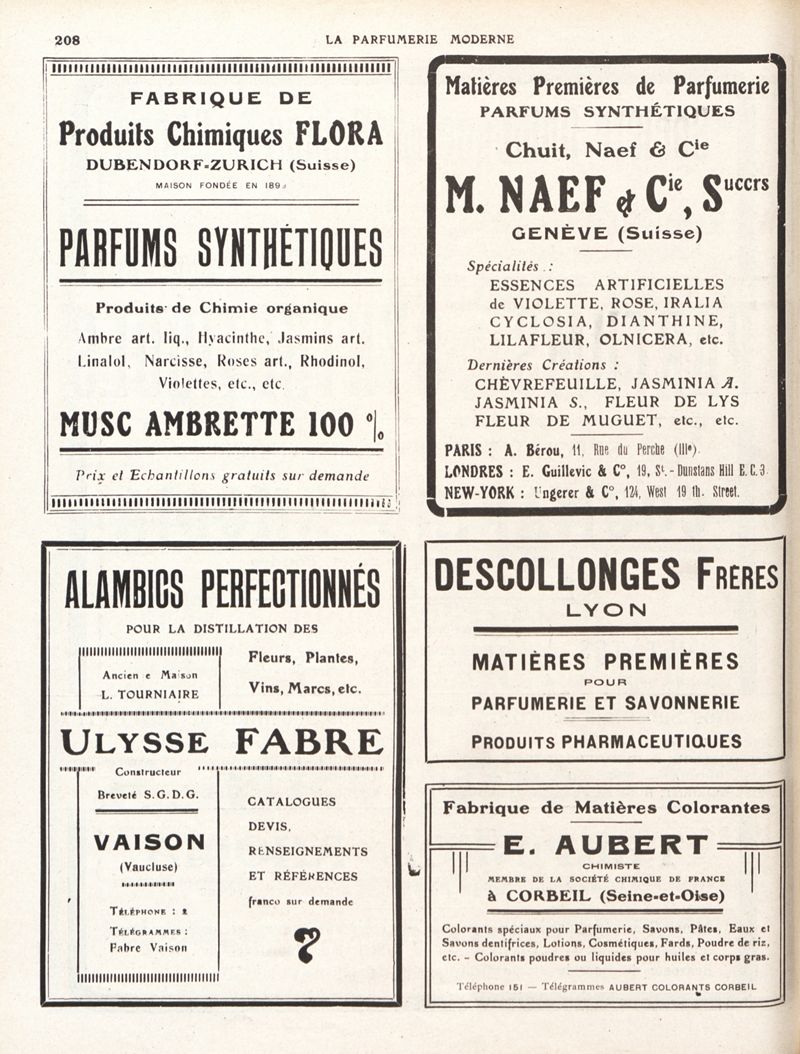 208
LA PARFUMERIE MODERNE
FABRIQUE DE
Produits Chimiques FLORA
DUBENDORF-ZURICH (Suisse)
MAISON FONDÉE EN
PARFUMS SYNTHÉTIQUES
Produits de Chimie organique
Ambre art. liq., Hyacinthe, Jasmins art.
Linalol, Narcisse, Roses art., Rhodinol,
Violettes, etc., etc.
MUSC AMBRETTE 100 %
Prix et Echantillons gratuits sur demande
Matières Premières de Parfumerie
PARFUMS SYNTHÉTIQUES
Chuit, Naef & Cie
M. NAEF & Cie, Succrs
GENÈVE (Suisse)
Spécialités :
ESSENCES ARTIFICIELLES
de VIOLETTE, ROSE, IRALIA
CYCLOSIA, DIANTHINE,
LILAFLEUR, OLNICERA, etc.
Dernières Créations :
CHÈVREFEUILLE, JASMINIA A.
JASMINIA S., FLEUR DE LYS
FLEUR DE MUGUET, etc., etc.
PARIS : A. Bérou, 11, Rue du Perche (IIIe).
LONDRES : E. Guillevic & C°, 19, St.-Dunstans Hill E.C.3
NEW-YORK : Ungerer & C°, 124, West 19 th. Street.
ALAMBICS PERFECTIONNÉS
POUR LA DISTILLATION DES
Ancien e Maison
L. TOURNIAIRE
Fleurs, Plantes,
Vins, Marcs, etc.
ULYSSE FABRE
Constructeur
Breveté S.G.D.G.
VAISON
(Vaucluse)
TÉLÉPHONE : 2
TÉLÉGRAMMES :
Fabre Vaison
CATALOGUES
DEVIS,
RENSEIGNEMENTS
ET RÉFÉRENCES
franco sur demande
?
DESCOLLONGES FRÈRES
LYON
MATIÈRES PREMIÈRES
POUR
PARFUMERIE ET SAVONNERIE
PRODUITS PHARMACEUTIQUES
Fabrique de Matières Colorantes
E. AUBERT
CHIMISTE
MEMBRE DE LA SOCIÉTÉ CHIMIQUE DE FRANCE
à CORBEIL (Seine-et-Oise)
Colorants spéciaux pour Parfumerie, Savons, Pâtes, Eaux et
Savons dentifrices, Lotions, Cosmétiques, Fards, Poudre de riz,
etc. - Colorants poudres ou liquides pour huiles et corps gras.
Téléphone 151 — Télégrammes AUBERT COLORANTS CORBEIL